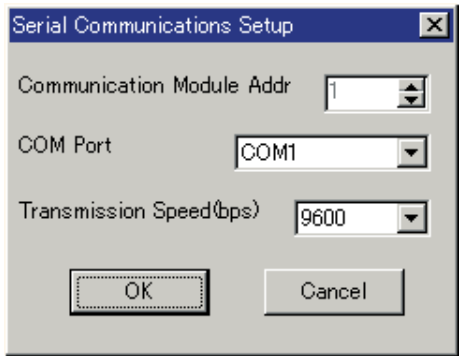 Serial Communications Setup
Communication Module Addr 1
COM Port COM1
Transmission Speed(bps) 9600
OK Cancel